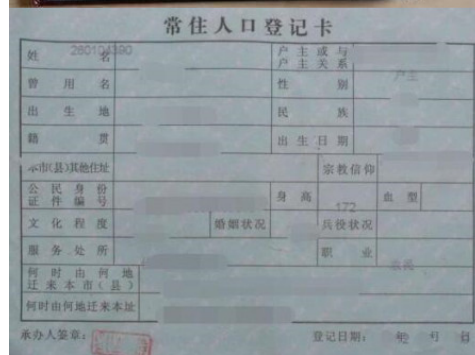 常住人口登记卡
姓名 260104390 户主或与户主关系 户主
曾用名 性别
出生地 民族
籍贯 出生日期
本市(县)其他住址 宗教信仰
公民身份证件编号 身高 172 血型
文化程度 婚姻状况 兵役状况
服务处所 职业 农民
何时由何地迁来本市(县)
何时由何地迁来本址
承办人签章: 登记日期: 年 月 日